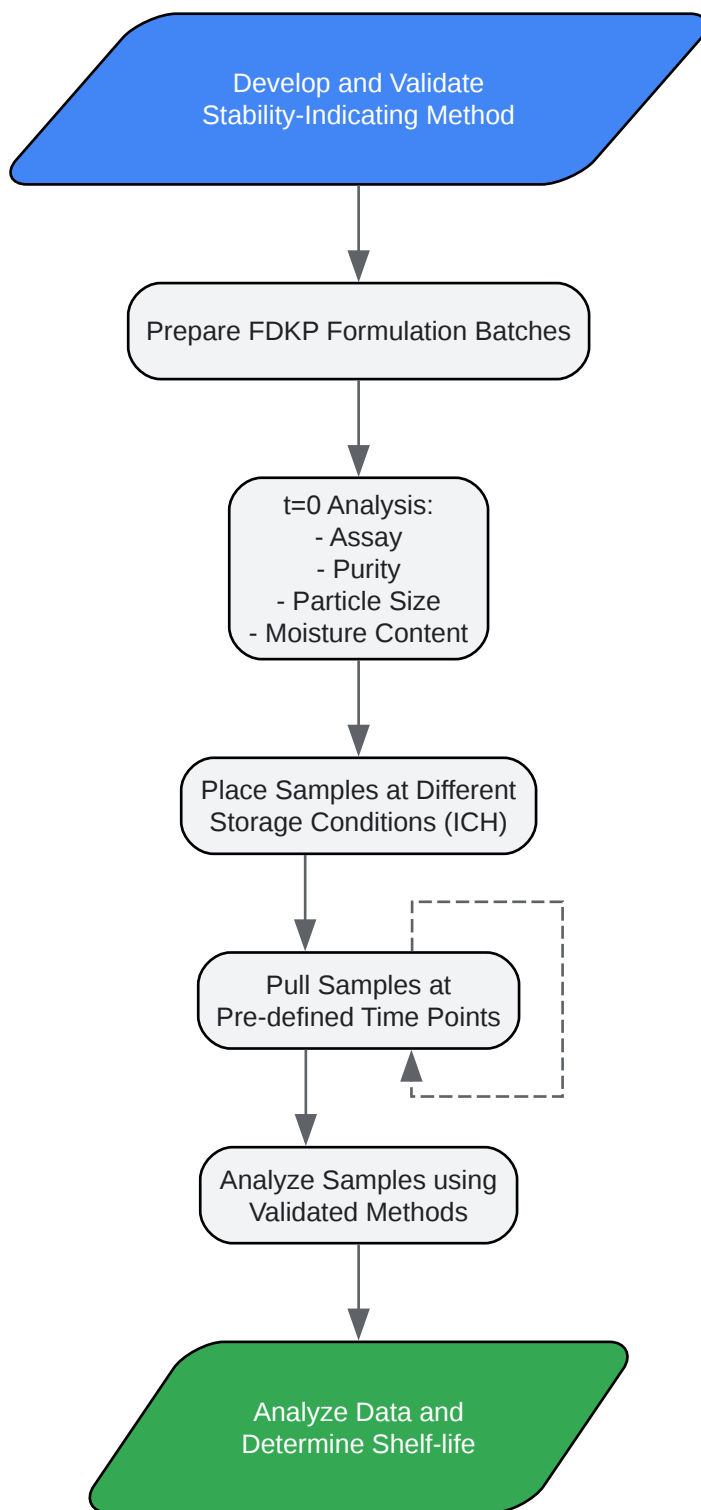 Develop and Validate
Stability-Indicating Method
Prepare FDKP Formulation Batches
t=0 Analysis:
- Assay
- Purity
- Particle Size
- Moisture Content
Place Samples at Different
Storage Conditions (ICH)
Pull Samples at
Pre-defined Time Points
Analyze Samples using
Validated Methods
Analyze Data and
Determine Shelf-life